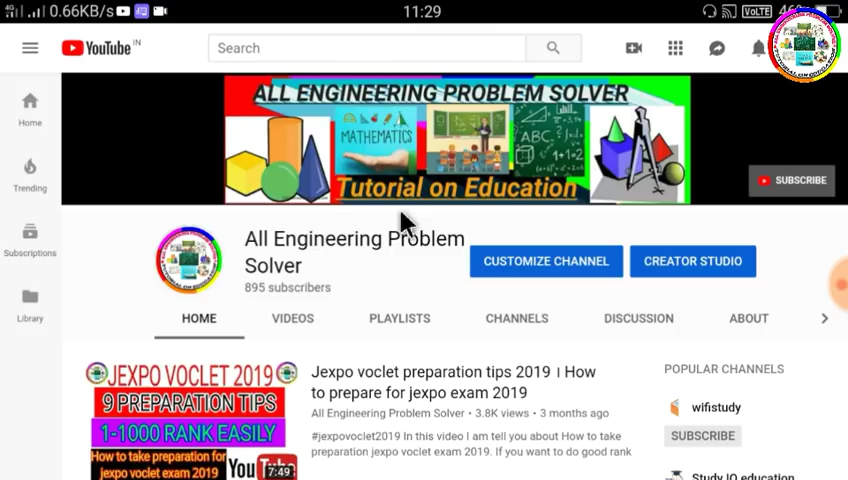 4G 0.66KB/s 11:29 VoLTE
YouTube IN
Search
ALL ENGINEERING PROBLEM SOLVER
MATHEMATICS
ABC
1+1=2
Tutorial on Education
SUBSCRIBE
Home
Trending
Subscriptions
Library
All Engineering Problem
Solver
895 subscribers
CUSTOMIZE CHANNEL
CREATOR STUDIO
HOME VIDEOS PLAYLISTS CHANNELS DISCUSSION ABOUT
JEXPO VOCLET 2019
9 PREPARATION TIPS
1-1000 RANK EASILY
How to take preparation for
jexpo voclet exam 2019
You Tube
7:49
Jexpo voclet preparation tips 2019 । How
to prepare for jexpo exam 2019
All Engineering Problem Solver • 3.8K views • 3 months ago
#jexpovoclet2019 In this video I am tell you about How to take
preparation jexpo voclet exam 2019. If you want to do good rank
POPULAR CHANNELS
wifistudy
SUBSCRIBE
Study IQ education